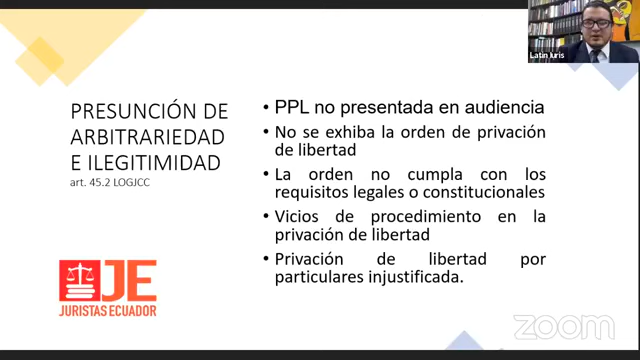 Latin Iuris
PRESUNCIÓN DE
ARBITRARIEDAD
E ILEGITIMIDAD
art. 45.2 LOGJCC
• PPL no presentada en audiencia
• No se exhiba la orden de privación
de libertad
• La orden no cumpla con los
requisitos legales o constitucionales
• Vicios de procedimiento en la
privación de libertad
• Privación de libertad por
particulares injustificada.
JE
JURISTAS ECUADOR
zoom